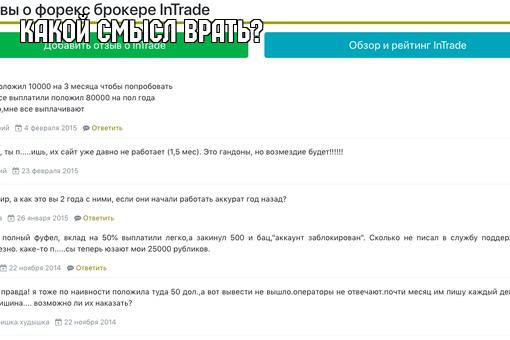 вы о форекс брокере InTrade
КАКОЙ СМЫСЛ ВРАТЬ?
Добавить отзыв о InTrade
Обзор и рейтинг InTrade
оложил 10000 на 3 месяца чтобы попробовать
се выплатили положил 80000 на пол года
о,мне все выплачивают
рий 4 февраля 2015 Ответить
, ты п.....ишь, их сайт уже давно не работает (1,5 мес). Это гандоны, но возмездие будет!!!!!!
ий 23 февраля 2015
ир, а как это вы 2 года с ними, если они начали работать аккурат год назад?
а 26 января 2015 Ответить
полный фуфел, вклад на 50% выплатили легко,а закинул 500 и бац,"аккаунт заблокирован". Сколько не писал в службу поддер
езно. каке-то п.....сы теперь юзают мои 25000 рубликов.
22 ноября 2014 Ответить
правда! я тоже по наивности положила туда 50 дол.,а вот вывести не вышло.операторы не отвечают.почти месяц им пишу каждый де
ишина.... возможно ли их наказать?
ишка худышка 22 ноября 2014